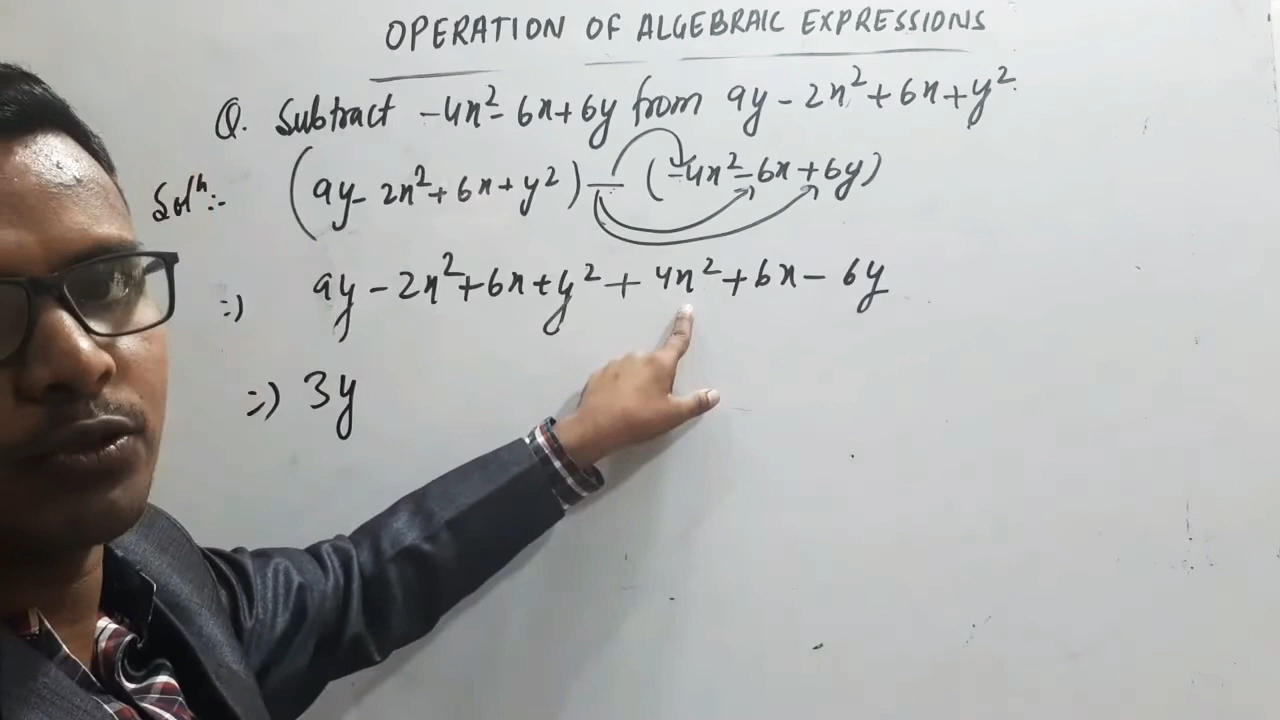 OPERATION OF ALGEBRAIC EXPRESSIONS
Q. Subtract -4x²- 6x+6y from 9y - 2x²+6x+y².
Solⁿ:- (9y- 2x²+6x+y²) - (-4x²-6x+6y)
=) 9y - 2x²+6x+y²+4x²+6x- 6y
=) 3y